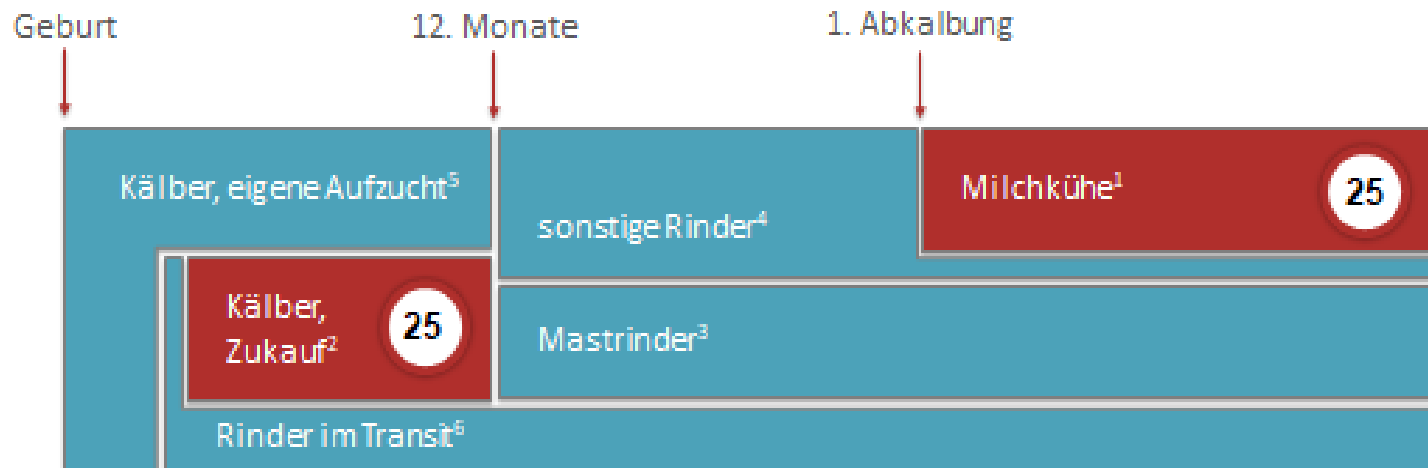 Geburt
12. Monate
1. Abkalbung
Kälber, eigene Aufzucht⁵
sonstige Rinder⁴
Milchkühe¹
25
Kälber,
Zukauf²
25
Mastrinder³
Rinder im Transit⁶